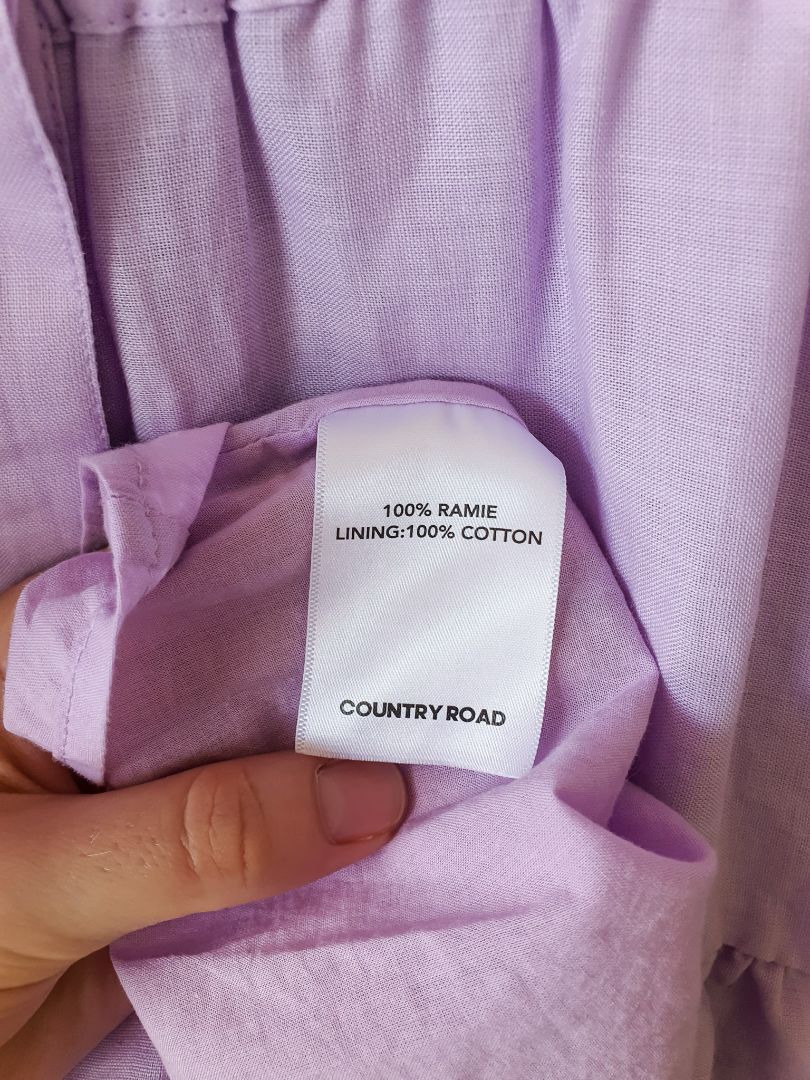 100% RAMIE
LINING:100% COTTON
COUNTRY ROAD